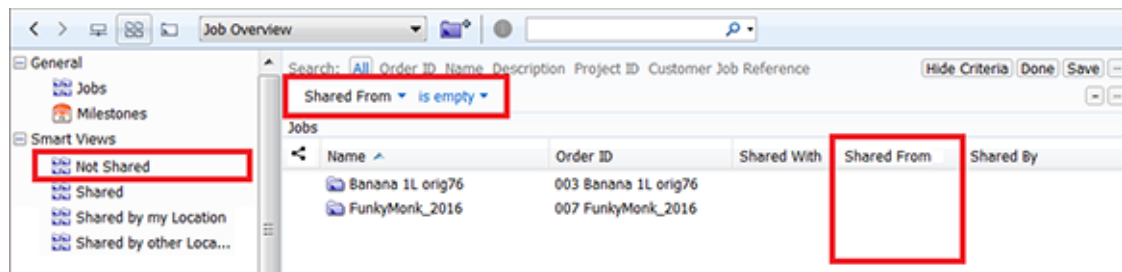 Job Overview
General
Jobs
Milestones
Smart Views
Not Shared
Shared
Shared by my Location
Shared by other Loca...
Search: All Order ID Name Description Project ID Customer Job Reference Hide Criteria Done Save
Shared From is empty
Jobs
Name Order ID Shared With Shared From Shared By
Banana 1L orig76 003 Banana 1L orig76
FunkyMonk_2016 007 FunkyMonk_2016